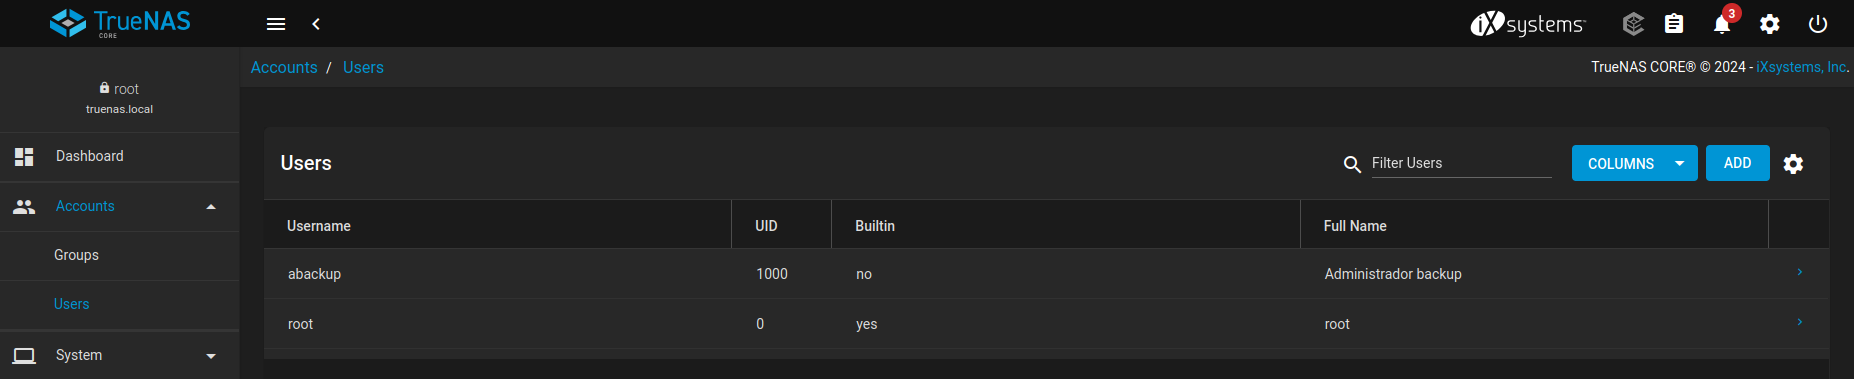 TrueNAS
CORE
iXsystems™
3
Accounts / Users
TrueNAS CORE® © 2024 - iXsystems, Inc.
root
truenas.local
Dashboard
Accounts
Groups
Users
System
Users
Filter Users
COLUMNS
ADD
Username UID Builtin Full Name
abackup 1000 no Administrador backup
root 0 yes root